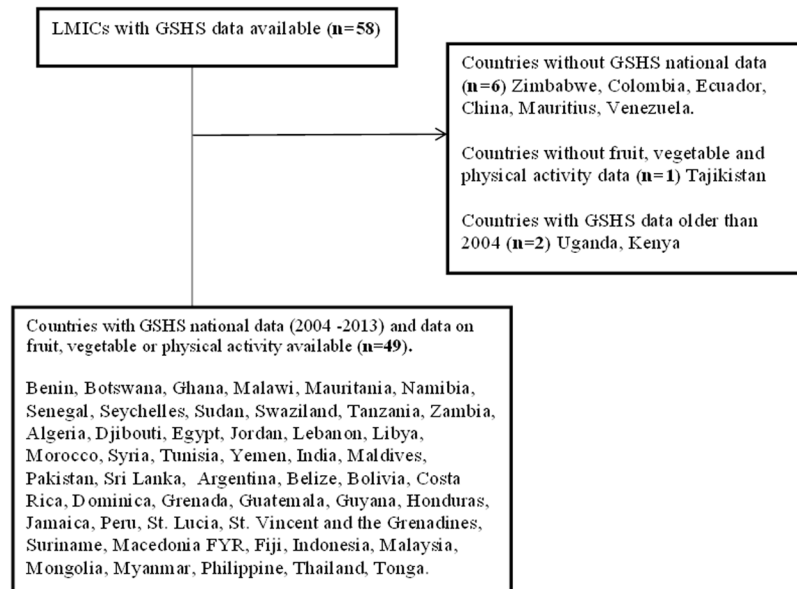 LMICs with GSHS data available (n=58)
Countries without GSHS national data
(n=6) Zimbabwe, Colombia, Ecuador,
China, Mauritius, Venezuela.
Countries without fruit, vegetable and
physical activity data (n=1) Tajikistan
Countries with GSHS data older than
2004 (n=2) Uganda, Kenya
Countries with GSHS national data (2004 -2013) and data on
fruit, vegetable or physical activity available (n=49).
Benin, Botswana, Ghana, Malawi, Mauritania, Namibia,
Senegal, Seychelles, Sudan, Swaziland, Tanzania, Zambia,
Algeria, Djibouti, Egypt, Jordan, Lebanon, Libya,
Morocco, Syria, Tunisia, Yemen, India, Maldives,
Pakistan, Sri Lanka, Argentina, Belize, Bolivia, Costa
Rica, Dominica, Grenada, Guatemala, Guyana, Honduras,
Jamaica, Peru, St. Lucia, St. Vincent and the Grenadines,
Suriname, Macedonia FYR, Fiji, Indonesia, Malaysia,
Mongolia, Myanmar, Philippine, Thailand, Tonga.